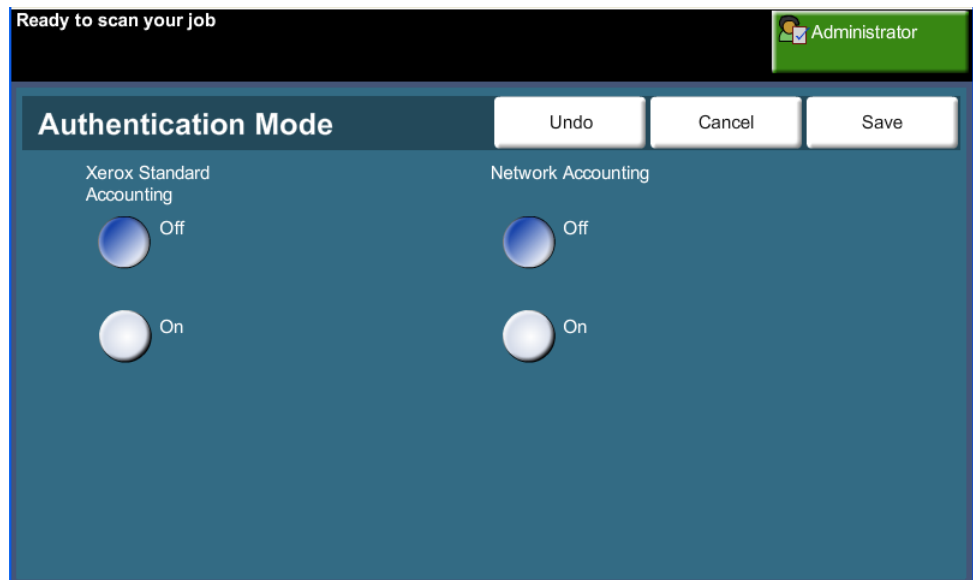 Ready to scan your job
Administrator
Authentication Mode
Undo
Cancel
Save
Xerox Standard
Accounting
Off
On
Network Accounting
Off
On